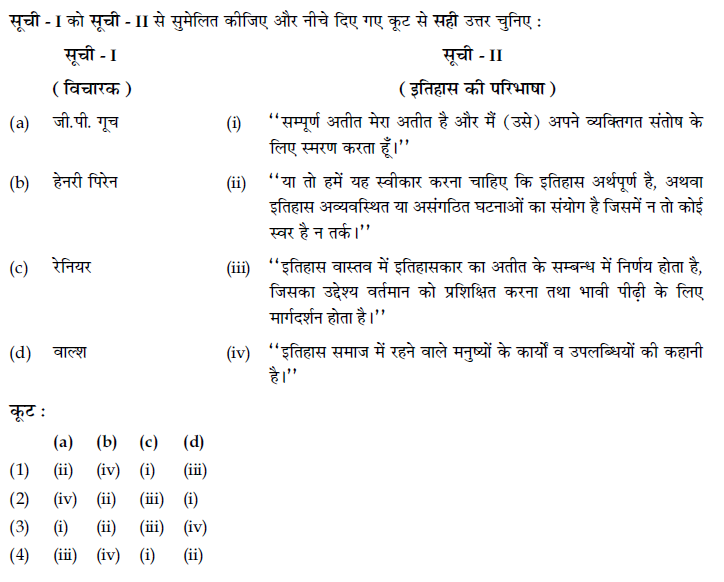 सूची - I को सूची - II से सुमेलित कीजिए और नीचे दिए गए कूट से सही उत्तर चुनिए :
सूची - I सूची - II
( विचारक ) ( इतिहास की परिभाषा )
(a) जी.पी. गूच (i) ‘‘सम्पूर्ण अतीत मेरा अतीत है और मैं (उसे) अपने व्यक्तिगत संतोष के
लिए स्मरण करता हूँ।’’
(b) हेनरी पिरेन (ii) ‘‘या तो हमें यह स्वीकार करना चाहिए कि इतिहास अर्थपूर्ण है, अथवा
इतिहास अव्यवस्थित या असंगठित घटनाओं का संयोग है जिसमें न तो कोई
स्वर है न तर्क।’’
(c) रेनियर (iii) ‘‘इतिहास वास्तव में इतिहासकार का अतीत के सम्बन्ध में निर्णय होता है,
जिसका उद्देश्य वर्तमान को प्रशिक्षित करना तथा भावी पीढ़ी के लिए
मार्गदर्शन होता है।’’
(d) वाल्श (iv) ‘‘इतिहास समाज में रहने वाले मनुष्यों के कार्यों व उपलब्धियों की कहानी
है।’’
कूट :
(a) (b) (c) (d)
(1) (ii) (iv) (i) (iii)
(2) (iv) (ii) (iii) (i)
(3) (i) (ii) (iii) (iv)
(4) (iii) (iv) (i) (ii)